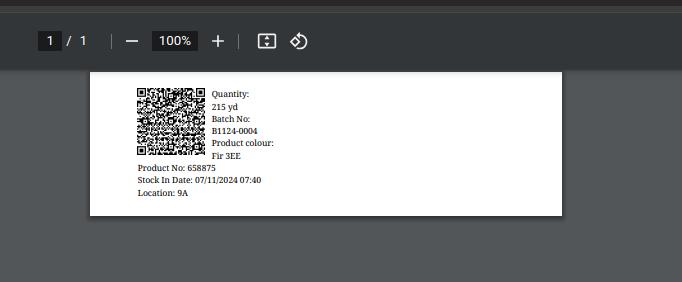 1 / 1
100%
Quantity:
215 yd
Batch No:
B1124-0004
Product colour:
Fir 3EE
Product No: 658875
Stock In Date: 07/11/2024 07:40
Location: 9A